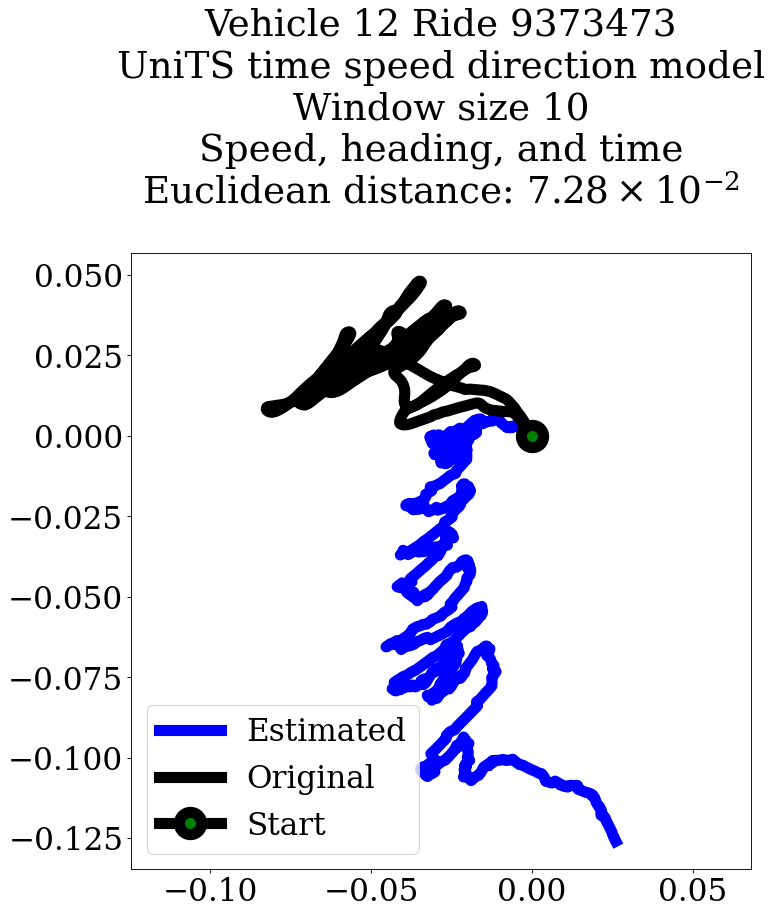 Vehicle 12 Ride 9373473
UniTS time speed direction model
Window size 10
Speed, heading, and time
Euclidean distance: 7.28 × 10⁻²
0.050
0.025
0.000
−0.025
−0.050
−0.075
−0.100
−0.125
Estimated
Original
Start
−0.10 −0.05 0.00 0.05